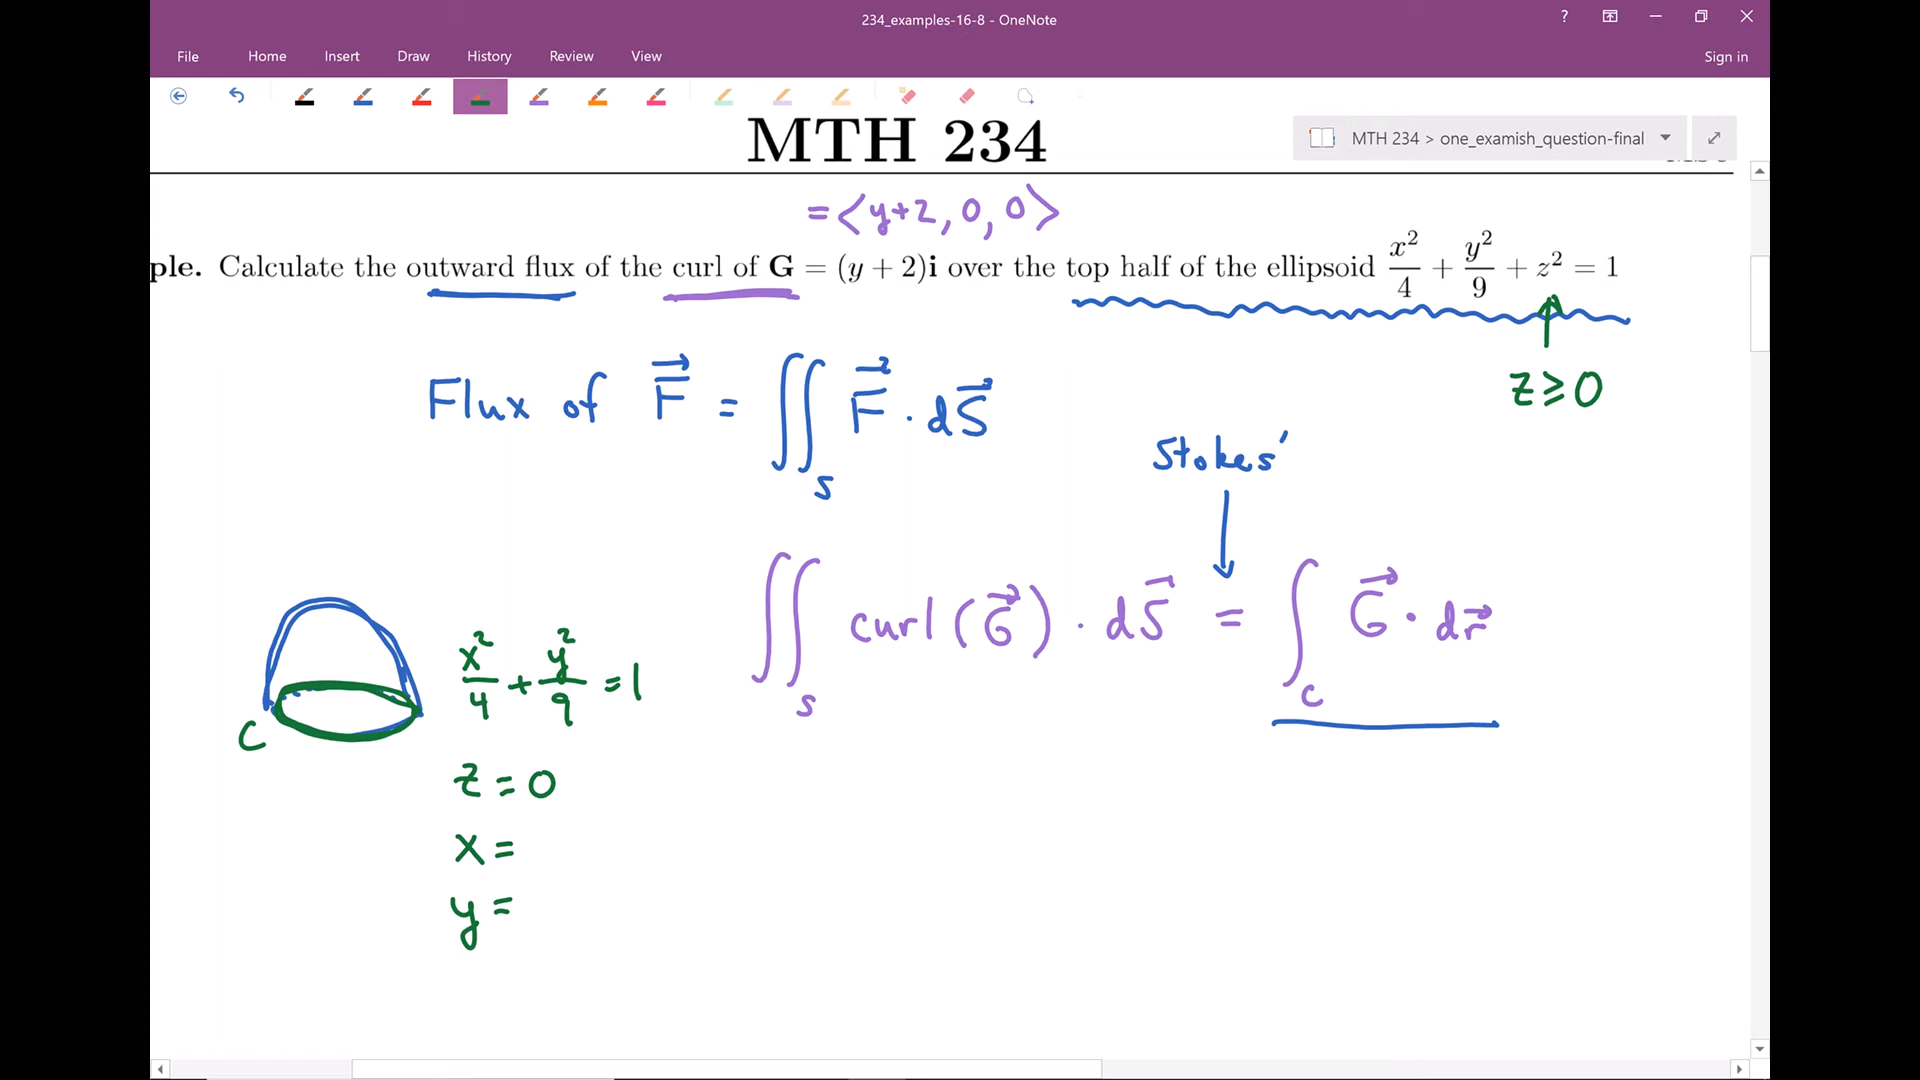 234_examples-16-8 - OneNote
?
File Home Insert Draw History Review View Sign in
MTH 234
MTH 234 > one_examish_question-final
= ⟨y+2, 0, 0⟩
ple. Calculate the outward flux of the curl of G = (y + 2)i over the top half of the ellipsoid x²/4 + y²/9 + z² = 1
z ≥ 0
Flux of F⃗ = ∬_S F⃗ · dS⃗
Stokes'
∬_S curl(G⃗) · dS⃗ = ∫_C G⃗ · dr⃗
x²/4 + y²/9 = 1
C
z = 0
x =
y =